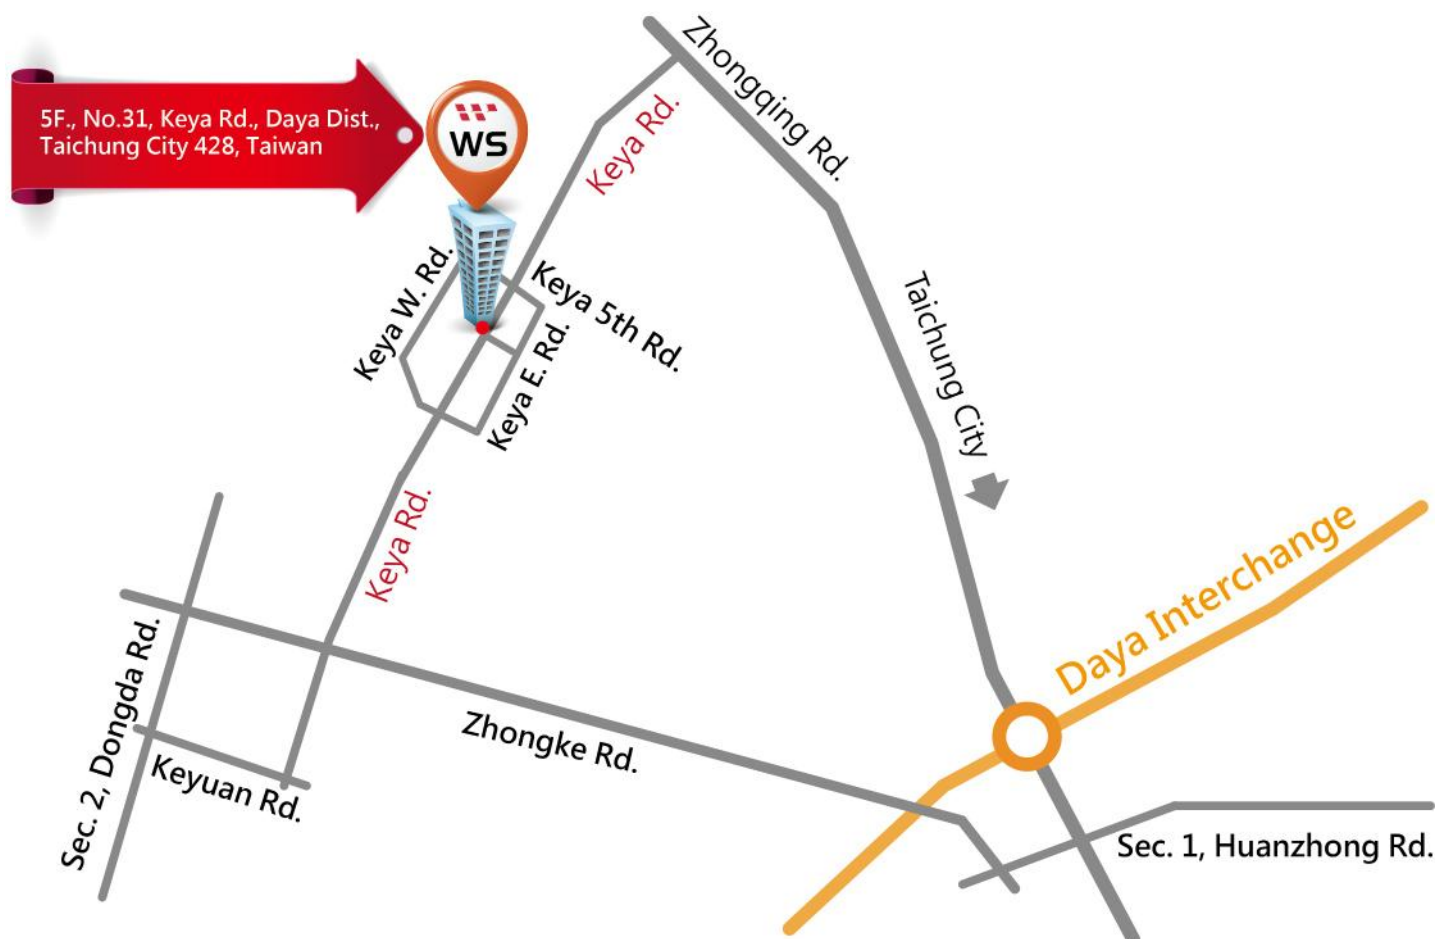 5F., No.31, Keya Rd., Daya Dist.,
Taichung City 428, Taiwan
WS
Zhongqing Rd.
Keya Rd.
Keya W. Rd.
Keya 5th Rd.
Keya E. Rd.
Taichung City
Keya Rd.
Daya Interchange
Sec. 2, Dongda Rd.
Zhongke Rd.
Keyuan Rd.
Sec. 1, Huanzhong Rd.